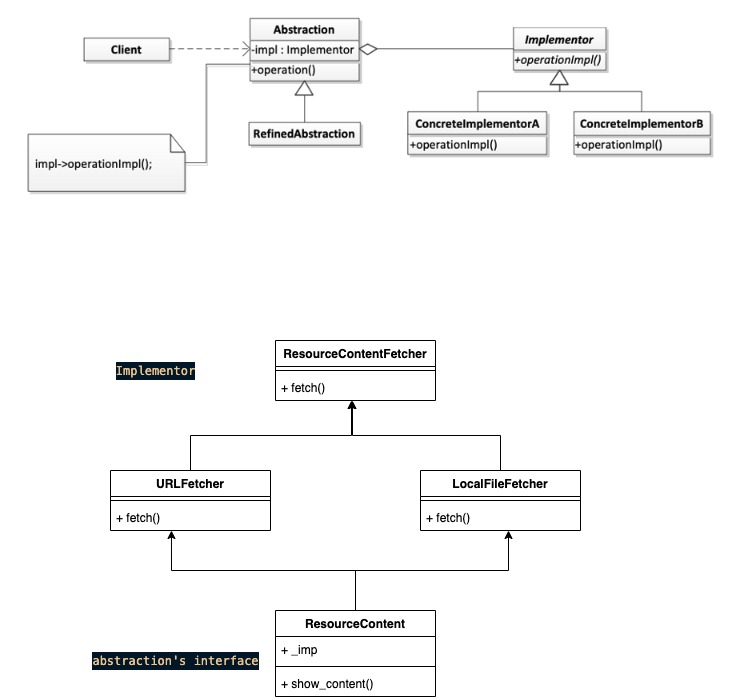 Abstraction
Client
-impl : Implementor
+operation()
Implementor
+operationImpl()
RefinedAbstraction
ConcreteImplementorA
+operationImpl()
ConcreteImplementorB
+operationImpl()
impl->operationImpl();
Implementor
ResourceContentFetcher
+ fetch()
URLFetcher
+ fetch()
LocalFileFetcher
+ fetch()
ResourceContent
+ _imp
abstraction's interface
+ show_content()